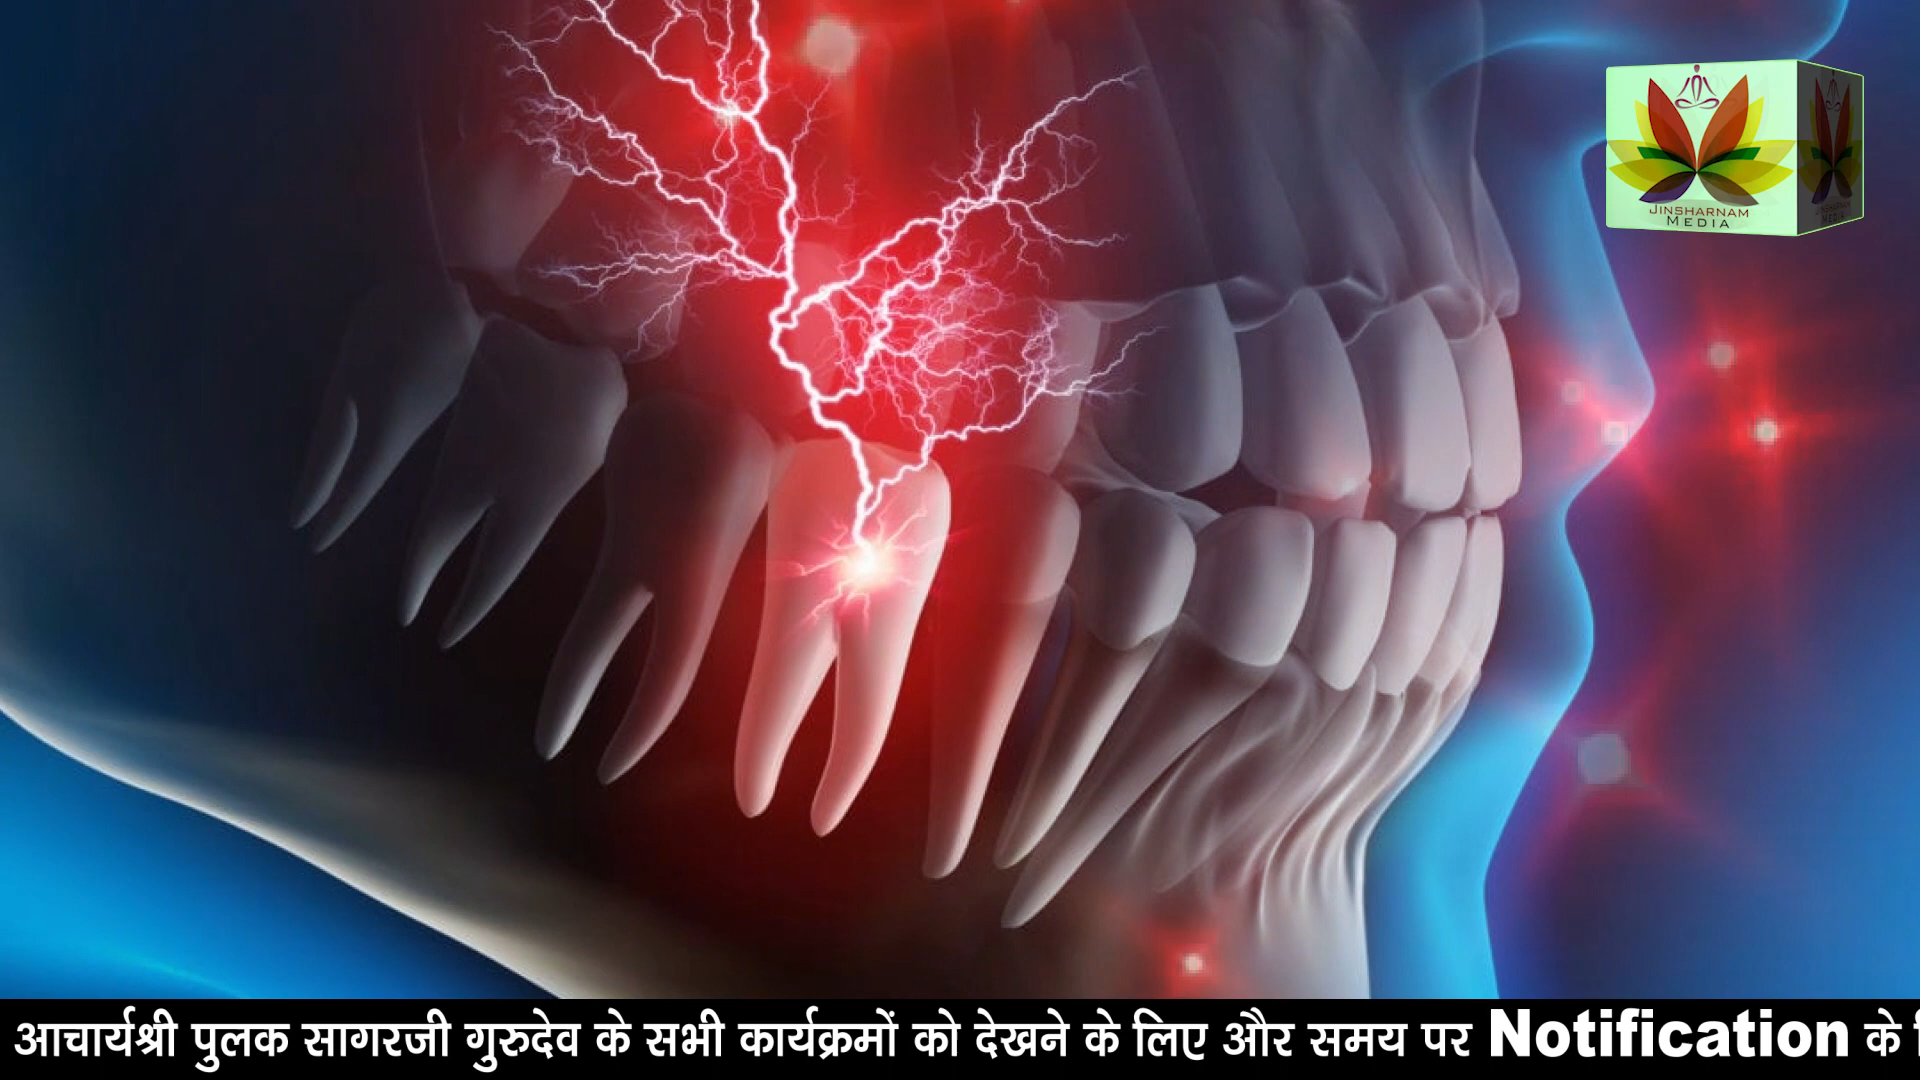 JINSHARNAM
MEDIA
आचार्यश्री पुलक सागरजी गुरुदेव के सभी कार्यक्रमों को देखने के लिए और समय पर Notification के